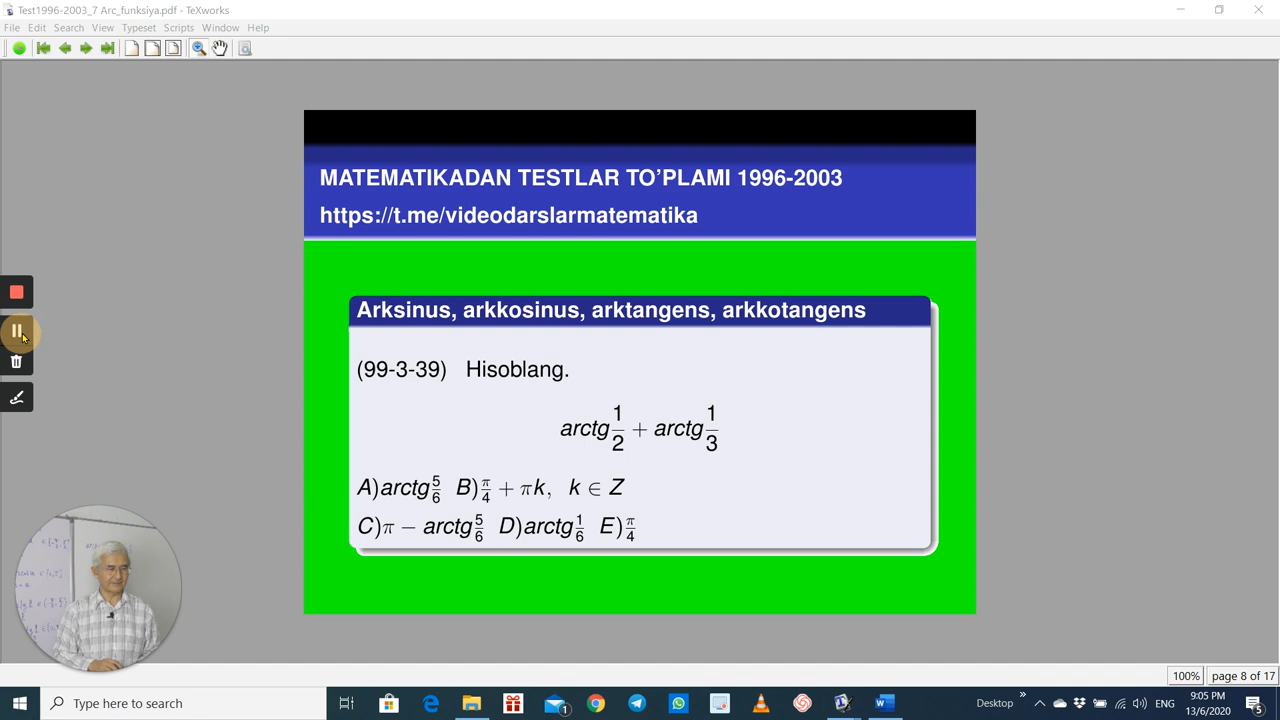 Test1996-2003_7 Arc_funksiya.pdf - TeXworks
File Edit Search View Typeset Scripts Window Help
MATEMATIKADAN TESTLAR TO'PLAMI 1996-2003
https://t.me/videodarslarmatematika
Arksinus, arkkosinus, arktangens, arkkotangens
(99-3-39) Hisoblang.
arctg 1/2 + arctg 1/3
A)arctg 5/6 B) π/4 + πk, k ∈ Z
C)π − arctg 5/6 D)arctg 1/6 E) π/4
100% page 8 of 17
Type here to search
1
Desktop
»
ENG
9:05 PM
13/6/2020
5